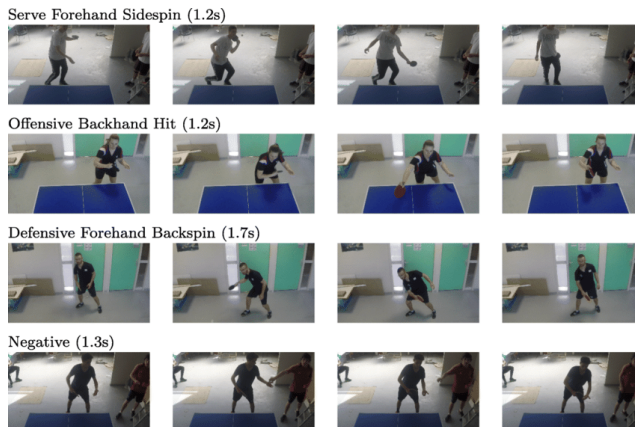 Serve Forehand Sidespin (1.2s)
Offensive Backhand Hit (1.2s)
Defensive Forehand Backspin (1.7s)
Negative (1.3s)